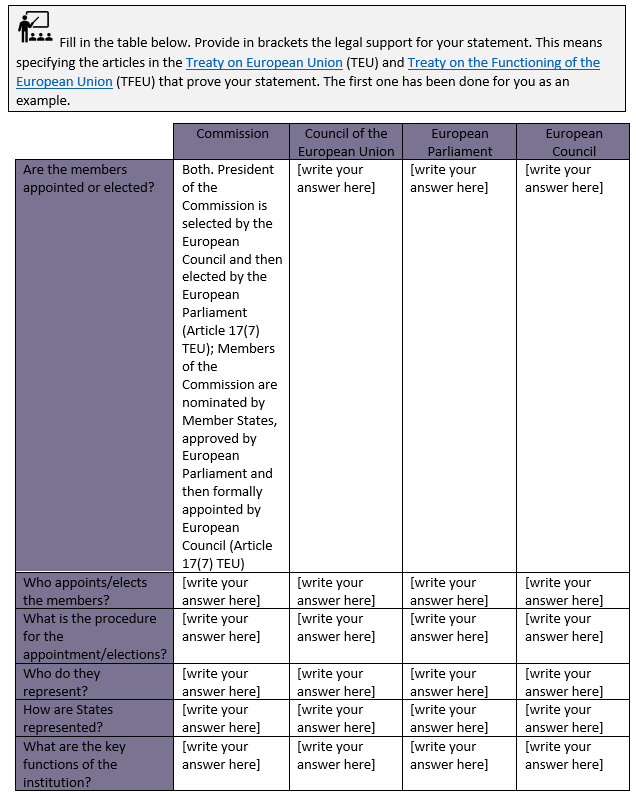 Fill in the table below. Provide in brackets the legal support for your statement. This means
specifying the articles in the Treaty on European Union (TEU) and Treaty on the Functioning of the
European Union (TFEU) that prove your statement. The first one has been done for you as an
example.
Commission
Council of the
European Union
European
Parliament
European
Council
Are the members
appointed or elected?
Both. President
of the
Commission is
selected by the
European
Council and then
elected by the
European
Parliament
(Article 17(7)
TEU); Members
of the
Commission are
nominated by
Member States,
approved by
European
Parliament and
then formally
appointed by
European
Council (Article
17(7) TEU)
[write your
answer here]
[write your
answer here]
[write your
answer here]
Who appoints/elects
the members?
[write your
answer here]
[write your
answer here]
[write your
answer here]
[write your
answer here]
What is the procedure
for the
appointment/elections?
[write your
answer here]
[write your
answer here]
[write your
answer here]
[write your
answer here]
Who do they
represent?
[write your
answer here]
[write your
answer here]
[write your
answer here]
[write your
answer here]
How are States
represented?
[write your
answer here]
[write your
answer here]
[write your
answer here]
[write your
answer here]
What are the key
functions of the
institution?
[write your
answer here]
[write your
answer here]
[write your
answer here]
[write your
answer here]